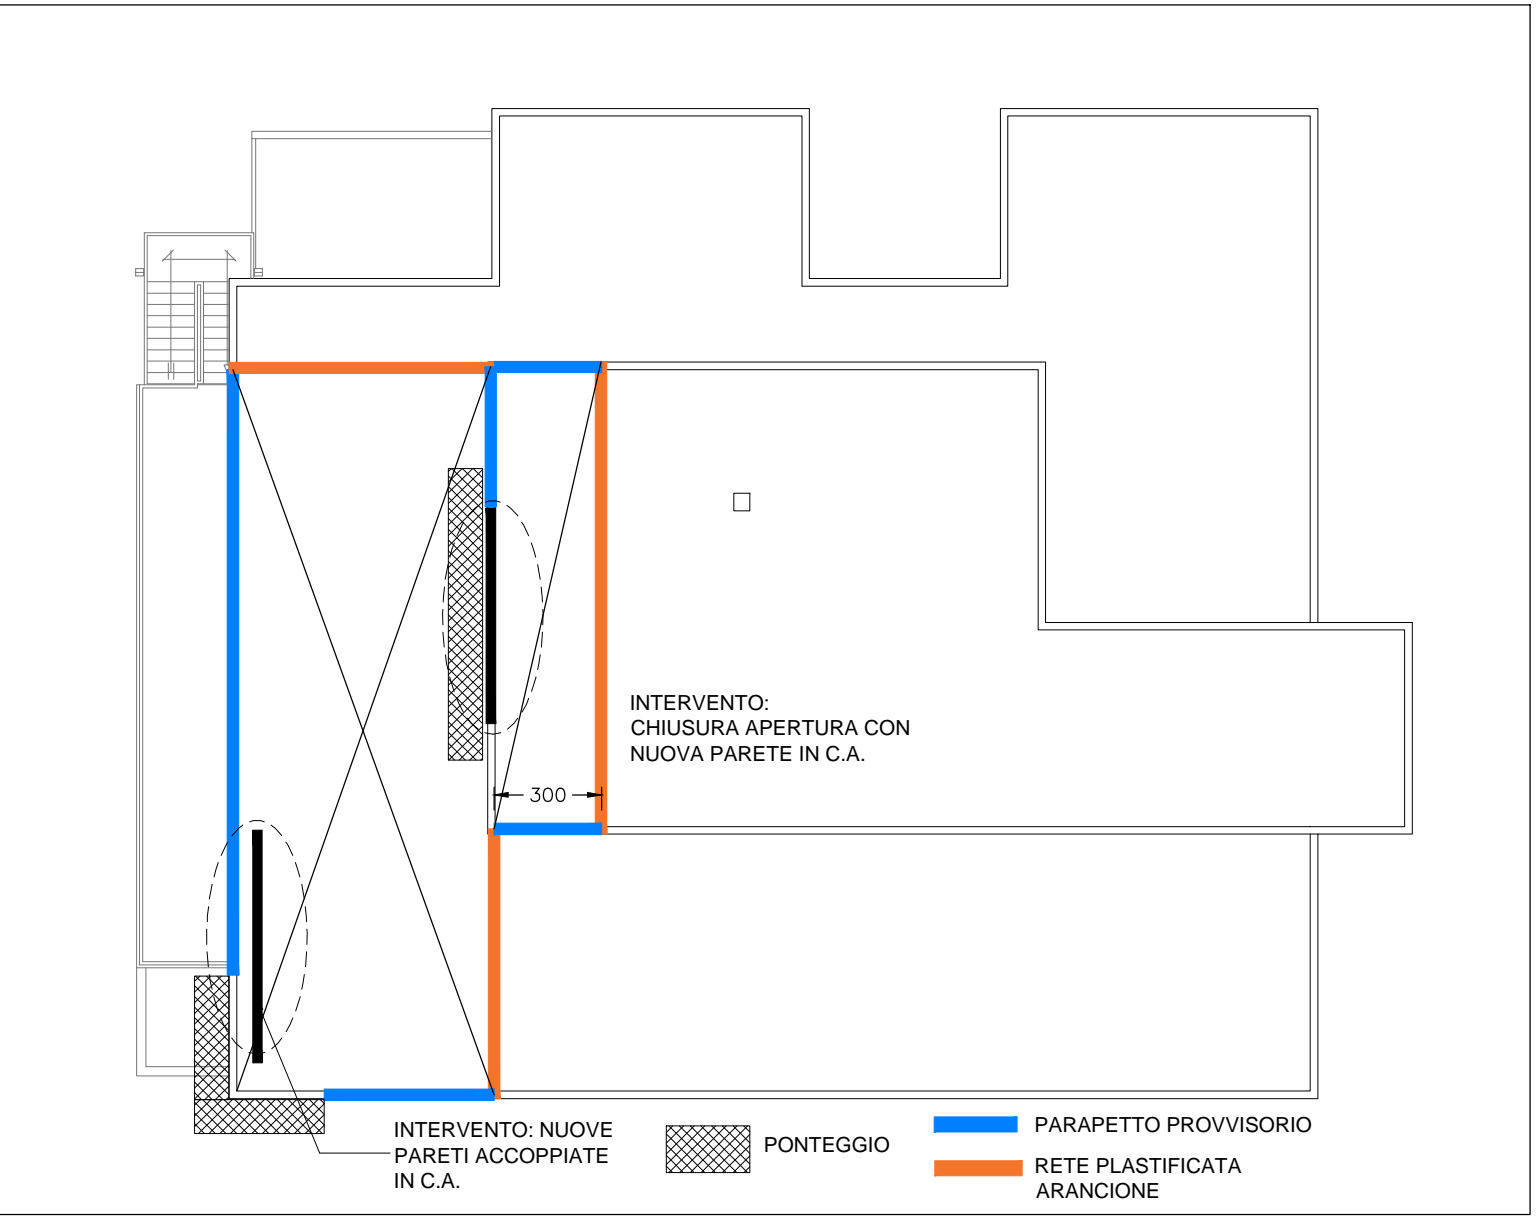 INTERVENTO:
CHIUSURA APERTURA CON
NUOVA PARETE IN C.A.
300
INTERVENTO: NUOVE
PARETI ACCOPPIATE
IN C.A.
PONTEGGIO
PARAPETTO PROVVISORIO
RETE PLASTIFICATA
ARANCIONE